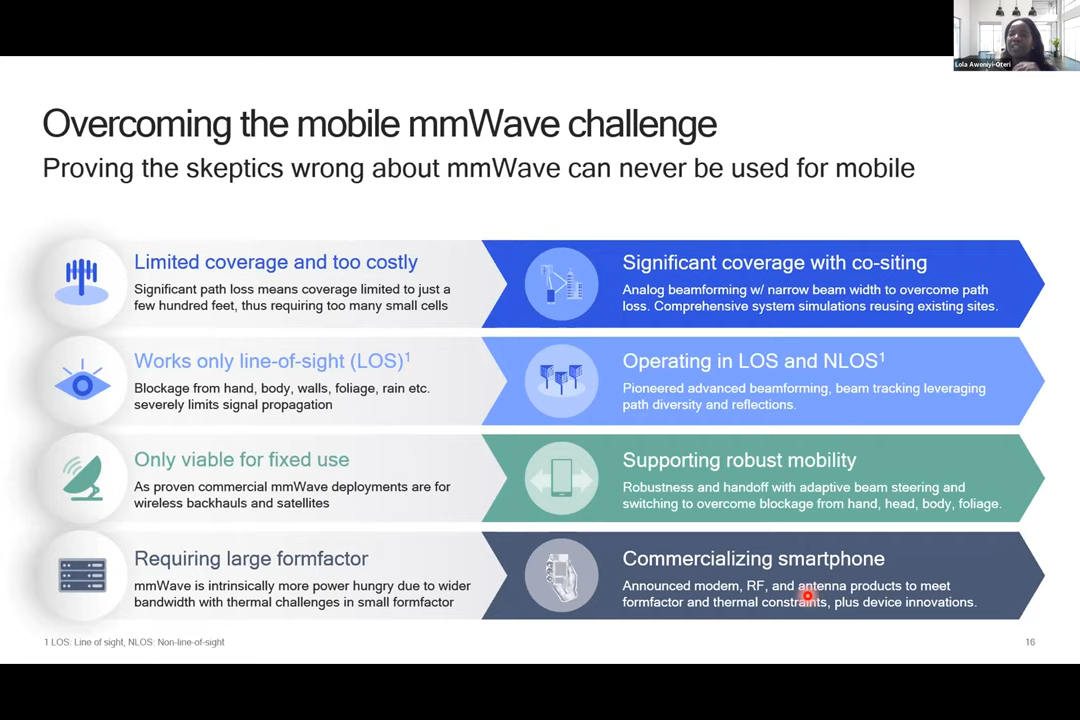 Lola Awoniyi-Oteri
Overcoming the mobile mmWave challenge
Proving the skeptics wrong about mmWave can never be used for mobile
Limited coverage and too costly
Significant path loss means coverage limited to just a
few hundred feet, thus requiring too many small cells
Significant coverage with co-siting
Analog beamforming w/ narrow beam width to overcome path
loss. Comprehensive system simulations reusing existing sites.
Works only line-of-sight (LOS)1
Blockage from hand, body, walls, foliage, rain etc.
severely limits signal propagation
Operating in LOS and NLOS1
Pioneered advanced beamforming, beam tracking leveraging
path diversity and reflections.
Only viable for fixed use
As proven commercial mmWave deployments are for
wireless backhauls and satellites
Supporting robust mobility
Robustness and handoff with adaptive beam steering and
switching to overcome blockage from hand, head, body, foliage.
Requiring large formfactor
mmWave is intrinsically more power hungry due to wider
bandwidth with thermal challenges in small formfactor
Commercializing smartphone
Announced modem, RF, and antenna products to meet
formfactor and thermal constraints, plus device innovations.
1 LOS: Line of sight, NLOS: Non-line-of-sight
16